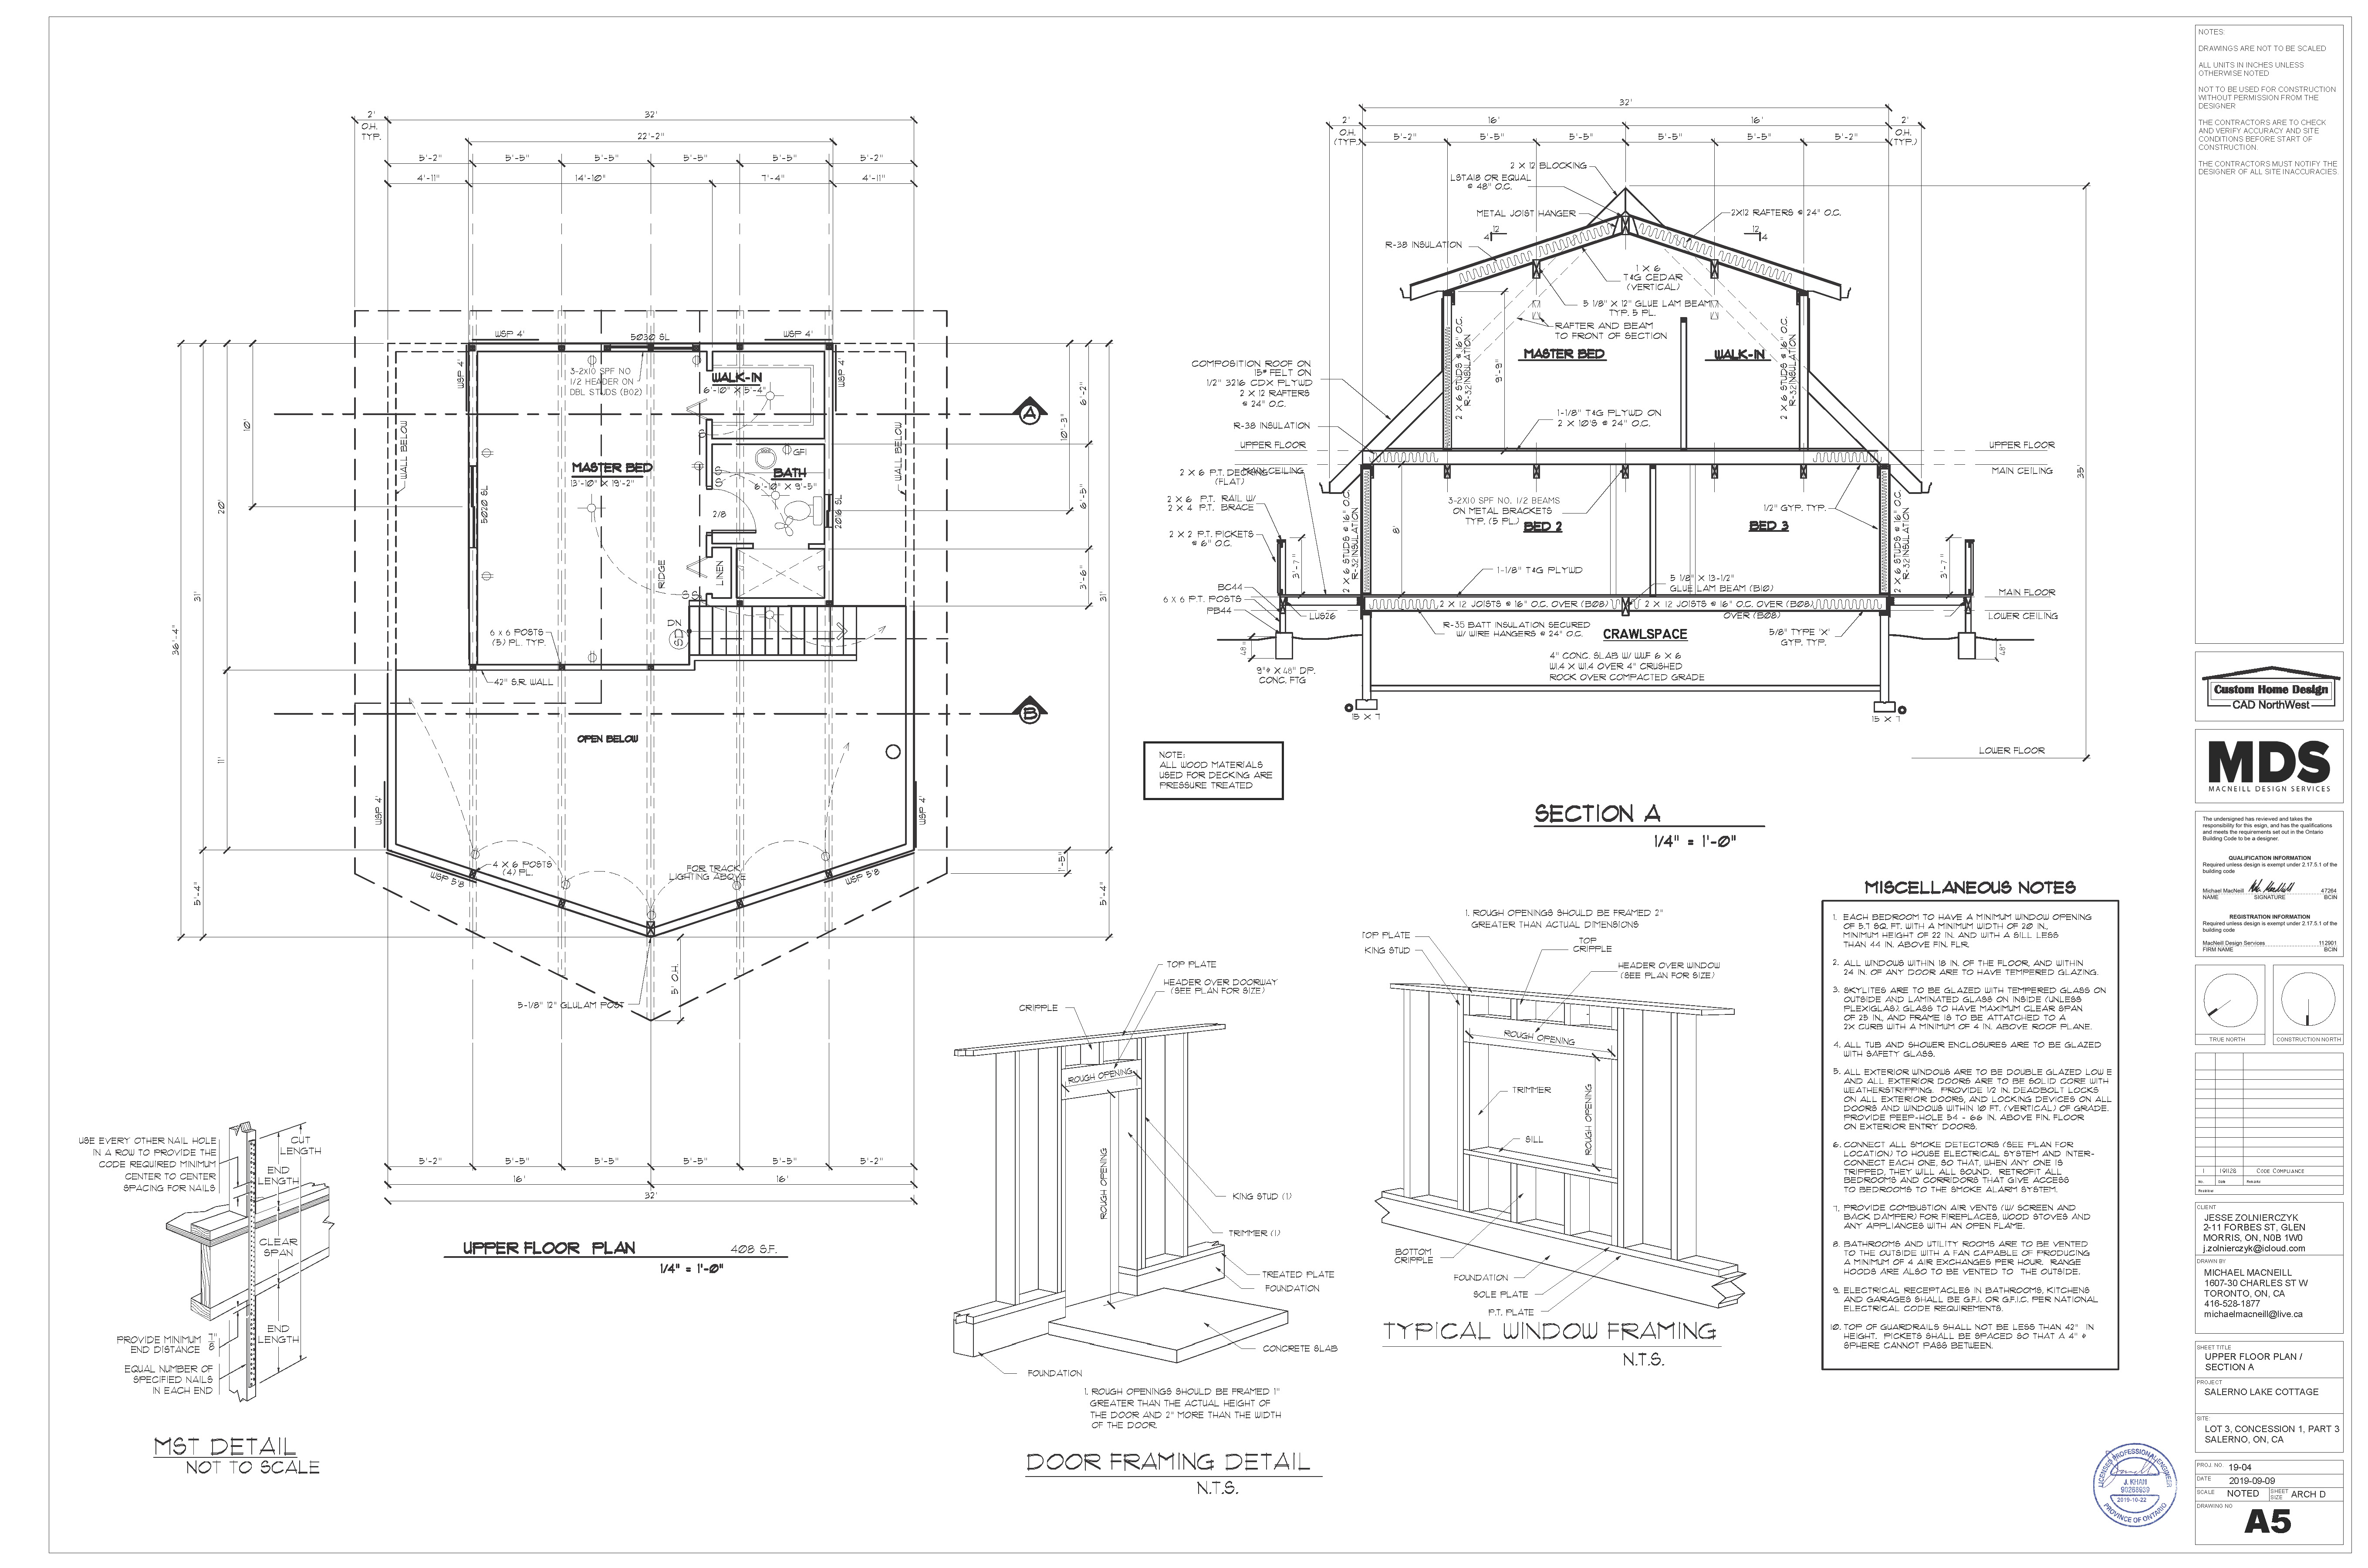 2'
O.H.
TYP.
32'
22'-2"
5'-2"
5'-5"
5'-5"
5'-5"
5'-5"
5'-2"
4'-11"
14'-10"
7'-4"
4'-11"
WSP 4'
5030 SL
WSP 4'
WSP 4'
WSP 4'
3-2X10 SPF NO
1/2 HEADER ON
DBL STUDS (B02)
WALK-IN
6'-10" X 5'-4"
A
WALL BELOW
WALL BELOW
10'
20'
31'
36'-4"
11'
5'-4"
6'-2"
10'-3"
6'-5"
3'-6"
31'
1'-5"
5'-4"
MASTER BED
13'-10" X 19'-2"
GFI
BATH
6'-10" X 9'-5"
5020 SL
2016 SL
2/8
RIDGE
LINEN
DN
S.D.
6 x 6 POSTS
(5) PL. TYP.
42" S.R. WALL
B
OPEN BELOW
WSP 4'
WSP 4'
WSP 5'8
WSP 5'8
4 X 6 POSTS
(4) PL.
FOR TRACK
LIGHTING ABOVE
5-1/8" 12" GLULAM POST
5' O.H.
5'-2"
5'-5"
5'-5"
5'-5"
5'-5"
5'-2"
16'
16'
32'
UPPER FLOOR PLAN
408 S.F.
1/4" = 1'-0"
USE EVERY OTHER NAIL HOLE
IN A ROW TO PROVIDE THE
CODE REQUIRED MINIMUM
CENTER TO CENTER
SPACING FOR NAILS
CUT
LENGTH
END
LENGTH
CLEAR
SPAN
END
LENGTH
PROVIDE MINIMUM 7/8"
END DISTANCE
EQUAL NUMBER OF
SPECIFIED NAILS
IN EACH END
MST DETAIL
NOT TO SCALE
32'
2'
16'
16'
2'
O.H.
(TYP.)
5'-2"
5'-5"
5'-5"
5'-5"
5'-5"
5'-2"
O.H.
(TYP.)
2 X 12 BLOCKING
LSTA18 OR EQUAL
@ 48" O.C.
METAL JOIST HANGER
2X12 RAFTERS @ 24" O.C.
12
4
12
4
R-38 INSULATION
1 X 6
T&G CEDAR
(VERTICAL)
5 1/8" X 12" GLUE LAM BEAM
TYP. 5 PL.
RAFTER AND BEAM
TO FRONT OF SECTION
2 X 6 STUDS @ 16" O.C.
R-32 INSULATION
MASTER BED
WALK-IN
2 X 6 STUDS @ 16" O.C.
R-32 INSULATION
9'-9"
COMPOSITION ROOF ON
15# FELT ON
1/2" 3216 CDX PLYWD
2 X 12 RAFTERS
@ 24" O.C.
1-1/8" T&G PLYWD ON
2 X 10'S @ 24" O.C.
R-38 INSULATION
UPPER FLOOR
UPPER FLOOR
MAIN CEILING
MAIN CEILING
2 X 6 P.T. DECKING
(FLAT)
2 X 6 P.T. RAIL W/
2 X 4 P.T. BRACE
2 X 2 P.T. PICKETS
@ 6" O.C.
3-2X10 SPF NO. 1/2 BEAMS
ON METAL BRACKETS
TYP. (5 PL.)
BED 2
BED 3
1/2" GYP. TYP.
8'
35'
2 X 6 STUDS @ 16" O.C.
R-32 INSULATION
2 X 6 STUDS @ 16" O.C.
R-32 INSULATION
3'-7"
3'-7"
1-1/8" T&G PLYWD
5 1/8" X 13-1/2"
GLUE LAM BEAM (B10)
BC44
6 x 6 P.T. POSTS
PB44
LUS26
2 X 12 JOISTS @ 16" O.C. OVER (B08)
2 X 12 JOISTS @ 16" O.C. OVER (B08)
OVER (B08)
MAIN FLOOR
LOWER CEILING
R-35 BATT INSULATION SECURED
W/ WIRE HANGERS @ 24" O.C.
CRAWLSPACE
5/8" TYPE 'X'
GYP. TYP.
48"
48"
9"ϕ X 48" DP.
CONC. FTG
4" CONC. SLAB W/ WWF 6 X 6
W1.4 X W1.4 OVER 4" CRUSHED
ROCK OVER COMPACTED GRADE
15 X 7
15 X 7
LOWER FLOOR
NOTE:
ALL WOOD MATERIALS
USED FOR DECKING ARE
PRESSURE TREATED
SECTION A
1/4" = 1'-0"
TOP PLATE
HEADER OVER DOORWAY
(SEE PLAN FOR SIZE)
CRIPPLE
ROUGH OPENING
ROUGH OPENING
KING STUD (1)
TRIMMER (1)
TREATED PLATE
FOUNDATION
CONCRETE SLAB
FOUNDATION
1. ROUGH OPENINGS SHOULD BE FRAMED 1"
GREATER THAN THE ACTUAL HEIGHT OF
THE DOOR AND 2" MORE THAN THE WIDTH
OF THE DOOR.
DOOR FRAMING DETAIL
N.T.S.
1. ROUGH OPENINGS SHOULD BE FRAMED 2"
GREATER THAN ACTUAL DIMENSIONS
TOP PLATE
KING STUD
TOP
CRIPPLE
HEADER OVER WINDOW
(SEE PLAN FOR SIZE)
ROUGH OPENING
TRIMMER
ROUGH OPENING
SILL
BOTTOM
CRIPPLE
FOUNDATION
SOLE PLATE
P.T. PLATE
TYPICAL WINDOW FRAMING
N.T.S.
MISCELLANEOUS NOTES
1. EACH BEDROOM TO HAVE A MINIMUM WINDOW OPENING
OF 5.7 SQ. FT. WITH A MINIMUM WIDTH OF 20 IN.,
MINIMUM HEIGHT OF 22 IN. AND WITH A SILL LESS
THAN 44 IN. ABOVE FIN. FLR.
2. ALL WINDOWS WITHIN 18 IN. OF THE FLOOR, AND WITHIN
24 IN. OF ANY DOOR ARE TO HAVE TEMPERED GLAZING.
3. SKYLITES ARE TO BE GLAZED WITH TEMPERED GLASS ON
OUTSIDE AND LAMINATED GLASS ON INSIDE (UNLESS
PLEXIGLAS). GLASS TO HAVE MAXIMUM CLEAR SPAN
OF 25 IN., AND FRAME IS TO BE ATTATCHED TO A
2X CURB WITH A MINIMUM OF 4 IN. ABOVE ROOF PLANE.
4. ALL TUB AND SHOWER ENCLOSURES ARE TO BE GLAZED
WITH SAFETY GLASS.
5. ALL EXTERIOR WINDOWS ARE TO BE DOUBLE GLAZED LOW E
AND ALL EXTERIOR DOORS ARE TO BE SOLID CORE WITH
WEATHERSTRIPPING. PROVIDE 1/2 IN. DEADBOLT LOCKS
ON ALL EXTERIOR DOORS, AND LOCKING DEVICES ON ALL
DOORS AND WINDOWS WITHIN 10 FT. (VERTICAL) OF GRADE.
PROVIDE PEEP-HOLE 54 - 66 IN. ABOVE FIN FLOOR
ON EXTERIOR ENTRY DOORS.
6. CONNECT ALL SMOKE DETECTORS (SEE PLAN FOR
LOCATION) TO HOUSE ELECTRICAL SYSTEM AND INTER-
CONNECT EACH ONE, SO THAT, WHEN ANY ONE IS
TRIPPED, THEY WILL ALL SOUND. RETROFIT ALL
BEDROOMS AND CORRIDORS THAT GIVE ACCESS
TO BEDROOMS TO THE SMOKE ALARM SYSTEM.
7. PROVIDE COMBUSTION AIR VENTS (W/ SCREEN AND
BACK DAMPER) FOR FIREPLACES, WOOD STOVES AND
ANY APPLIANCES WITH AN OPEN FLAME.
8. BATHROOMS AND UTILITY ROOMS ARE TO BE VENTED
TO THE OUTSIDE WITH A FAN CAPABLE OF PRODUCING
A MINIMUM OF 4 AIR EXCHANGES PER HOUR. RANGE
HOODS ARE ALSO TO BE VENTED TO THE OUTSIDE.
9. ELECTRICAL RECEPTACLES IN BATHROOMS, KITCHENS
AND GARAGES SHALL BE G.F.I. OR G.F.I.C. PER NATIONAL
ELECTRICAL CODE REQUIREMENTS.
10. TOP OF GUARDRAILS SHALL NOT BE LESS THAN 42" IN
HEIGHT. PICKETS SHALL BE SPACED SO THAT A 4" ϕ
SPHERE CANNOT PASS BETWEEN.
NOTES:
DRAWINGS ARE NOT TO BE SCALED
ALL UNITS IN INCHES UNLESS
OTHERWISE NOTED
NOT TO BE USED FOR CONSTRUCTION
WITHOUT PERMISSION FROM THE
DESIGNER
THE CONTRACTORS ARE TO CHECK
AND VERIFY ACCURACY AND SITE
CONDITIONS BEFORE START OF
CONSTRUCTION.
THE CONTRACTORS MUST NOTIFY THE
DESIGNER OF ALL SITE INACCURACIES.
Custom Home Design
CAD NorthWest
MDS
MACNEILL DESIGN SERVICES
The undersigned has reviewed and takes the
responsibility for this esign, and has the qualifications
and meets the requirements set out in the Ontario
Building Code to be a designer.
QUALIFICATION INFORMATION
Required unless design is exempt under 2.17.5.1 of the
building code
Michael MacNeill 47264
NAME SIGNATURE BCIN
REGISTRATION INFORMATION
Required unless design is exempt under 2.17.5.1 of the
building code
MacNeill Design Services 112901
FIRM NAME BCIN
TRUE NORTH
CONSTRUCTION NORTH
1 191128 CODE COMPLIANCE
No. Date Remarks
Revisions
CLIENT
JESSE ZOLNIERCZYK
2-11 FORBES ST, GLEN
MORRIS, ON, N0B 1W0
j.zolnierczyk@icloud.com
DRAWN BY
MICHAEL MACNEILL
1607-30 CHARLES ST W
TORONTO, ON, CA
416-528-1877
michaelmacneill@live.ca
SHEET TITLE
UPPER FLOOR PLAN /
SECTION A
PROJECT
SALERNO LAKE COTTAGE
SITE:
LOT 3, CONCESSION 1, PART 3
SALERNO, ON, CA
PROJ. NO. 19-04
DATE 2019-09-09
SCALE NOTED SHEET SIZE ARCH D
DRAWING NO
A5
LICENSED PROFESSIONAL ENGINEER
J. KHAN
90288939
2019-10-22
PROVINCE OF ONTARIO